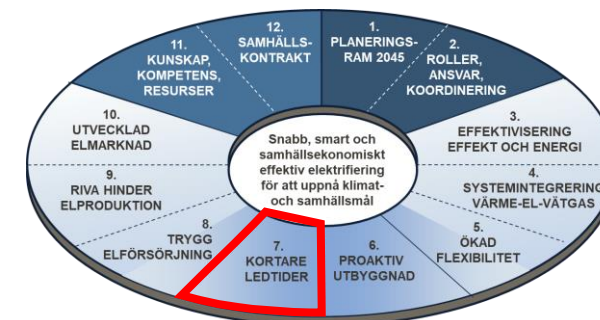 1.
PLANERINGS-
RAM 2045
2.
ROLLER,
ANSVAR,
KOORDINERING
3.
EFFEKTIVISERING
EFFEKT OCH ENERGI
4.
SYSTEMINTEGRERING
VÄRME-EL-VÄTGAS
5.
ÖKAD
FLEXIBILITET
6.
PROAKTIV
UTBYGGNAD
7.
KORTARE
LEDTIDER
8.
TRYGG
ELFÖRSÖRJNING
9.
RIVA HINDER
ELPRODUKTION
10.
UTVECKLAD
ELMARKNAD
11.
KUNSKAP,
KOMPETENS,
RESURSER
12.
SAMHÄLLS-
KONTRAKT
Snabb, smart och
samhällsekonomiskt
effektiv elektrifiering
för att uppnå klimat-
och samhällsmål